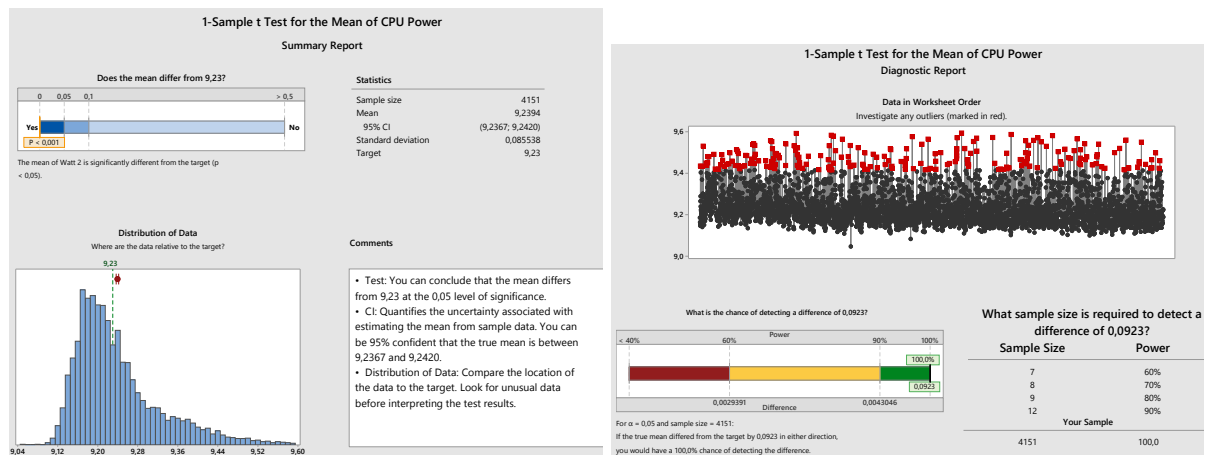 1-Sample t Test for the Mean of CPU Power
Summary Report
Does the mean differ from 9,23?
0 0,05 0,1 > 0,5
Yes No
P < 0,001
The mean of Watt 2 is significantly different from the target (p
< 0,05).
Statistics
Sample size 4151
Mean 9,2394
95% CI (9,2367; 9,2420)
Standard deviation 0,085538
Target 9,23
Distribution of Data
Where are the data relative to the target?
9,23
9,04 9,12 9,20 9,28 9,36 9,44 9,52 9,60
Comments
• Test: You can conclude that the mean differs
from 9,23 at the 0,05 level of significance.
• CI: Quantifies the uncertainty associated with
estimating the mean from sample data. You can
be 95% confident that the true mean is between
9,2367 and 9,2420.
• Distribution of Data: Compare the location of
the data to the target. Look for unusual data
before interpreting the test results.
1-Sample t Test for the Mean of CPU Power
Diagnostic Report
Data in Worksheet Order
Investigate any outliers (marked in red).
9,6
9,4
9,2
9,0
What is the chance of detecting a difference of 0,0923?
Power
< 40% 60% 90% 100%
100,0%
0,0923
0,0029391 0,0043046
Difference
For α = 0,05 and sample size = 4151:
If the true mean differed from the target by 0,0923 in either direction,
you would have a 100,0% chance of detecting the difference.
What sample size is required to detect a
difference of 0,0923?
Sample Size Power
7 60%
8 70%
9 80%
12 90%
Your Sample
4151 100,0